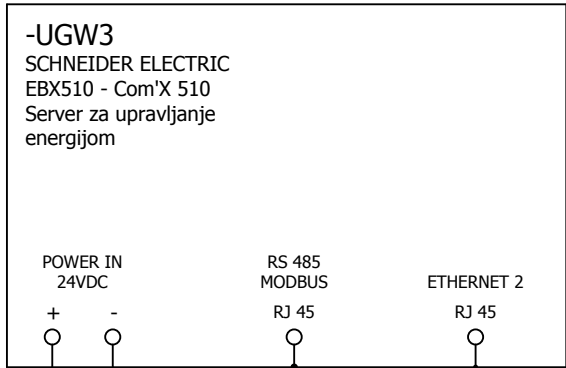 -UGW3
SCHNEIDER ELECTRIC
EBX510 - Com'X 510
Server za upravljanje
energijom
POWER IN
24VDC
+ -
RS 485
MODBUS
RJ 45
ETHERNET 2
RJ 45